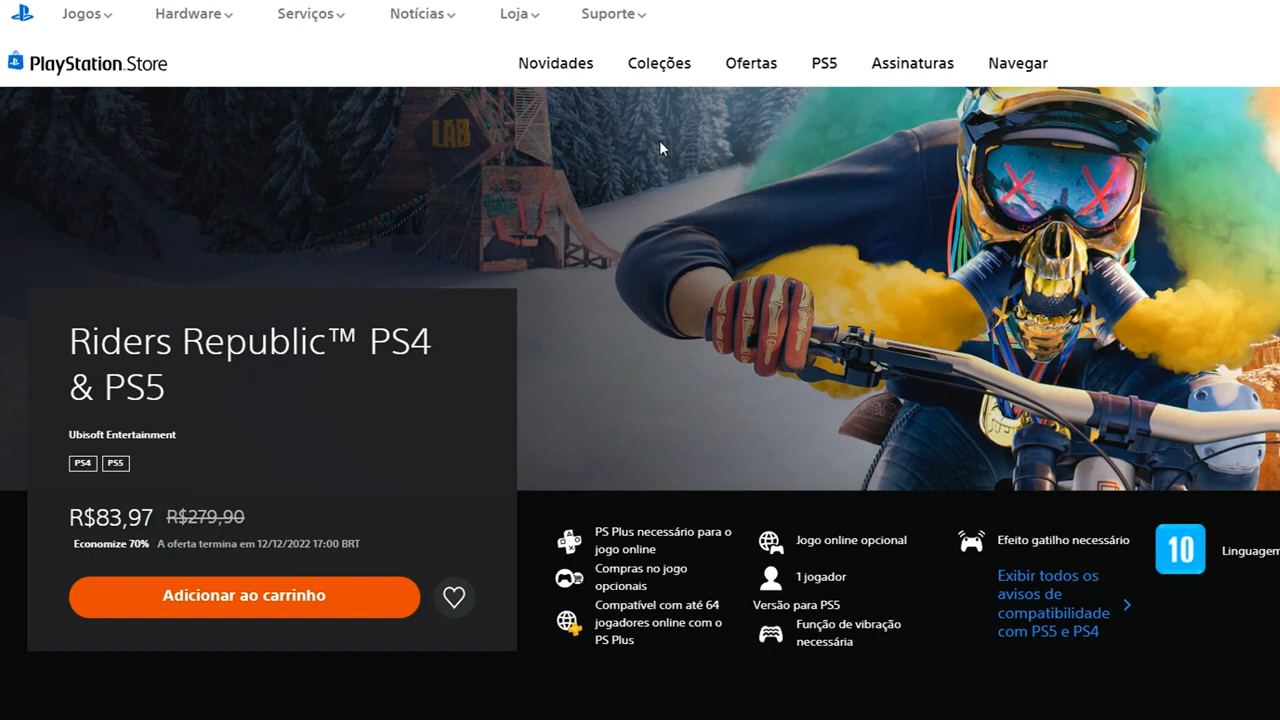 Jogos
Hardware
Serviços
Notícias
Loja
Suporte
PlayStation.Store
Novidades
Coleções
Ofertas
PS5
Assinaturas
Navegar
LAB
Riders Republic™ PS4
& PS5
Ubisoft Entertainment
PS4
PS5
R$83,97 R$279,90
Economize 70% A oferta termina em 12/12/2022 17:00 BRT
Adicionar ao carrinho
PS Plus necessário para o
jogo online
Compras no jogo
opcionais
Compatível com até 64
jogadores online com o
PS Plus
Jogo online opcional
1 jogador
Versão para PS5
Função de vibração
necessária
Efeito gatilho necessário
Exibir todos os
avisos de
compatibilidade
com PS5 e PS4
10
Linguagem